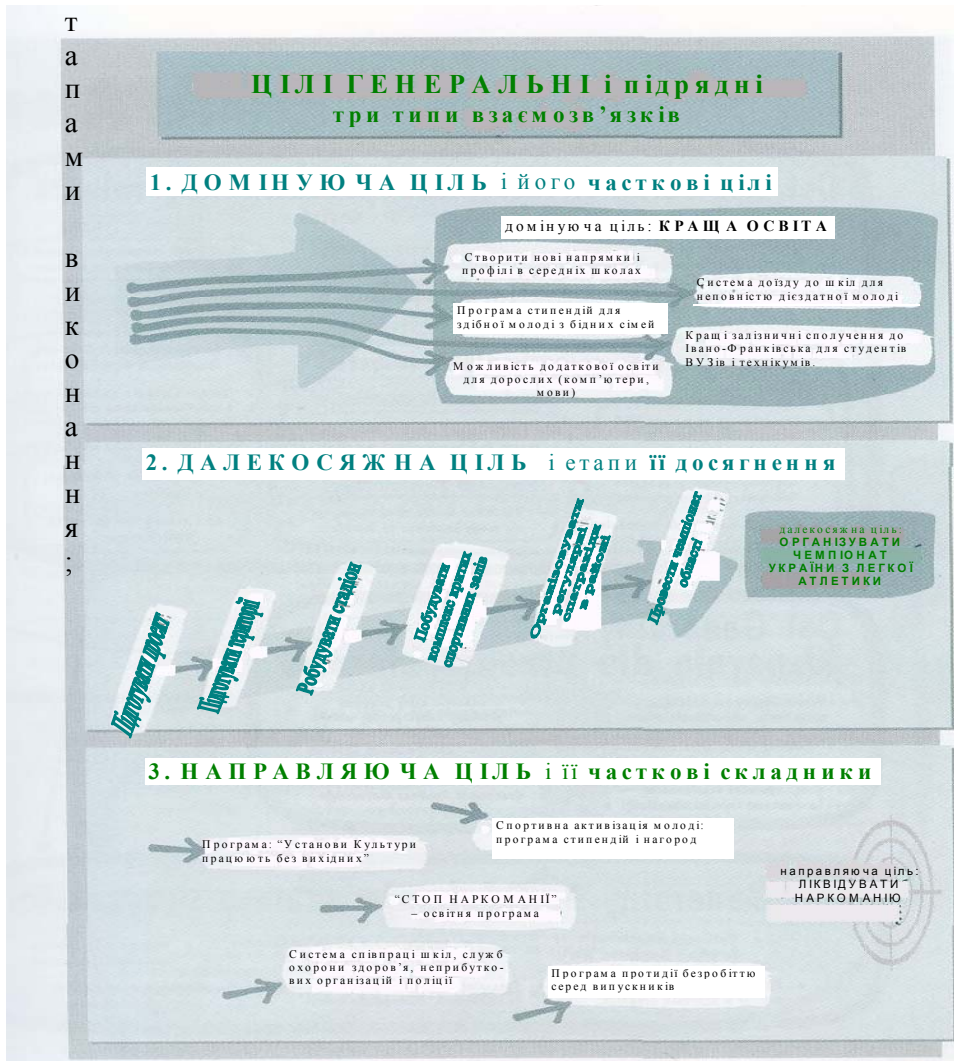 тапами виконання;
ЦІЛІ ГЕНЕРАЛЬНІ і підрядні
три типи взаємозв’язків
1. ДОМІНУЮЧА ЦІЛЬ і його часткові цілі
домінуюча ціль: КРАЩА ОСВІТА
Створити нові напрямки і
профілі в середніх школах
Система доїзду до шкіл для
неповністю дієздатної молоді
Програма стипендій для
здібної молоді з бідних сімей
Кращі залізничні сполучення до
Івано-Франківська для студентів
ВУЗів і технікумів.
Можливість додаткової освіти
для дорослих (комп’ютери,
мови)
2. ДАЛЕКОСЯЖНА ЦІЛЬ і етапи її досягнення
Підготувати проект
Підготувати території
Робудувати стадіон
Побудувати
комплекс критих
спортивних залів
Організовувати
регулярні
спартакіади
в районі
Провести чемпіонат
області
далекосяжна ціль:
ОРГАНІЗУВАТИ
ЧЕМПІОНАТ
УКРАЇНИ З ЛЕГКОЇ
АТЛЕТИКИ
3. НАПРАВЛЯЮЧА ЦІЛЬ і її часткові складники
Спортивна активізація молоді:
програма стипендій і нагород
Програма: “Установи Культури
працюють без вихідних”
направляюча ціль:
ЛІКВІДУВАТИ
НАРКОМАНІЮ
“СТОП НАРКОМАНІЇ”
– освітня програма
Система співпраці шкіл, служб
охорони здоров’я, неприбутко-
вих організацій і поліції
Програма протидії безробіттю
серед випускників